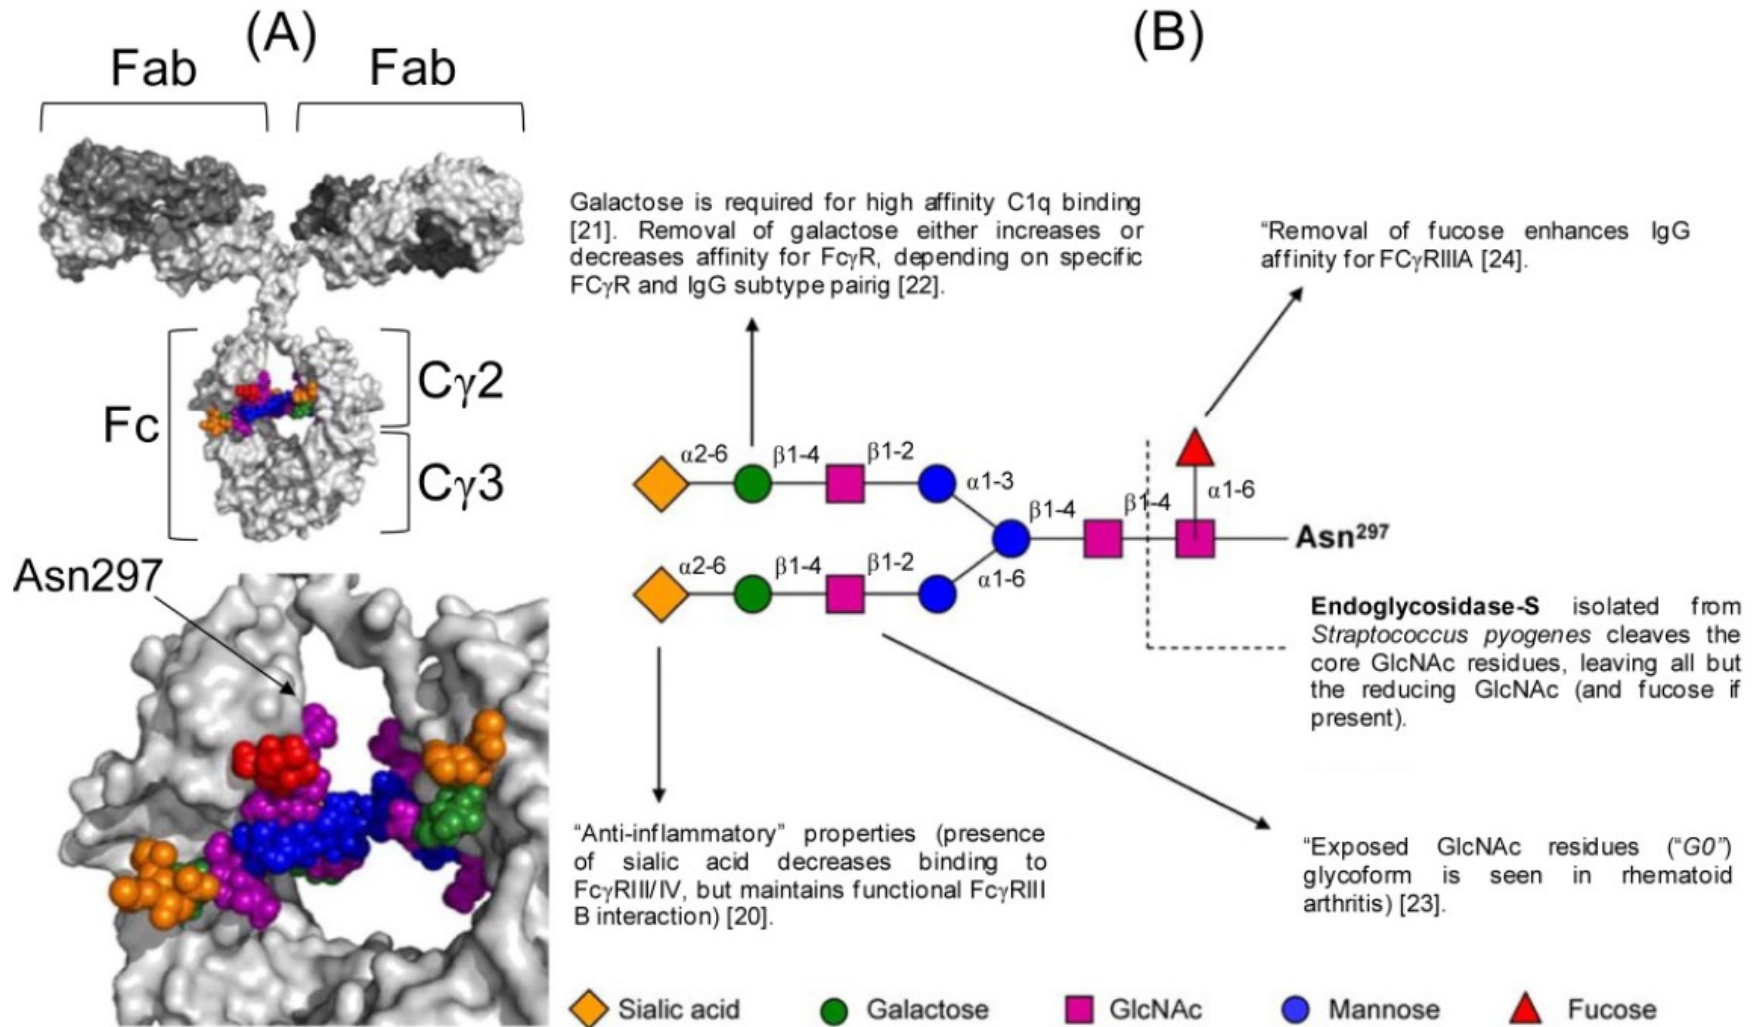 (A)
Fab
Fab
Fc
Cγ2
Cγ3
Asn297
(B)
Galactose is required for high affinity C1q binding
[21]. Removal of galactose either increases or
decreases affinity for FcγR, depending on specific
FCγR and IgG subtype pairig [22].
“Removal of fucose enhances IgG
affinity for FCγRIIIA [24].
α2-6
β1-4
β1-2
α1-3
β1-4
β1-4
α1-6
Asn297
α2-6
β1-4
β1-2
α1-6
Endoglycosidase-S isolated from
Straptococcus pyogenes cleaves the
core GlcNAc residues, leaving all but
the reducing GlcNAc (and fucose if
present).
“Anti-inflammatory” properties (presence
of sialic acid decreases binding to
FcγRIII/IV, but maintains functional FcγRIII
B interaction) [20].
“Exposed GlcNAc residues (“G0”)
glycoform is seen in rhematoid
arthritis) [23].
Sialic acid
Galactose
GlcNAc
Mannose
Fucose